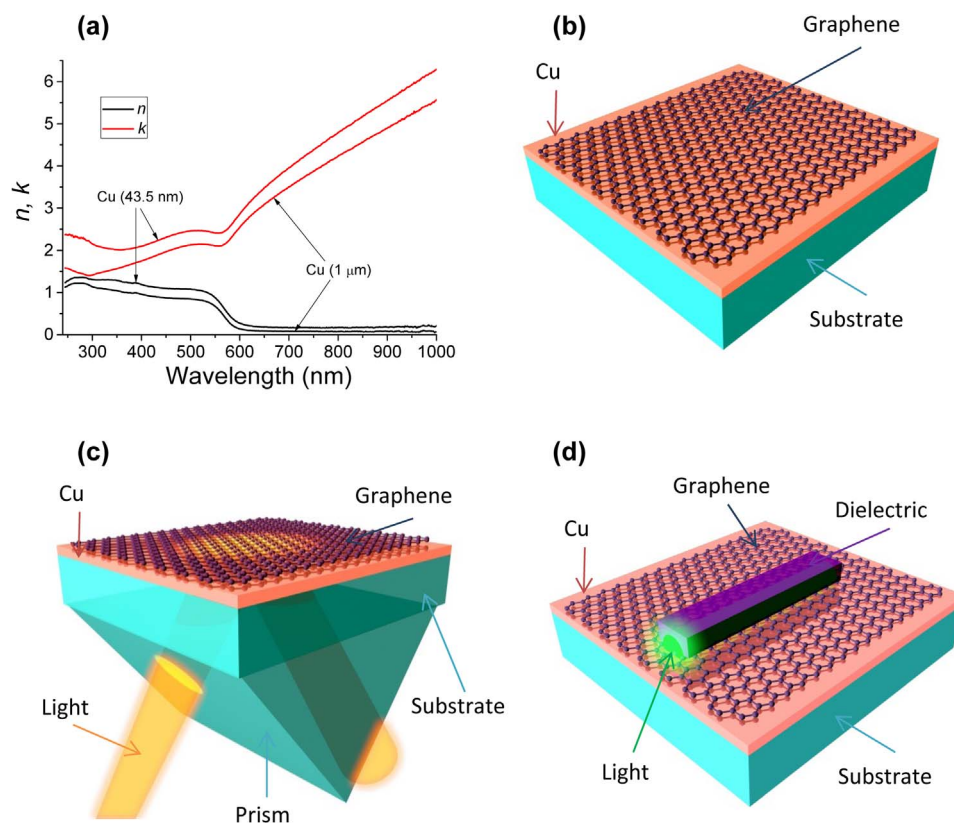 (a)
n, k
6
5
4
3
2
1
0
n
k
Cu (43.5 nm)
Cu (1 μm)
300 400 500 600 700 800 900 1000
Wavelength (nm)
(b)
Graphene
Cu
Substrate
(c)
Cu
Graphene
Light
Substrate
Prism
(d)
Graphene
Dielectric
Cu
Light
Substrate